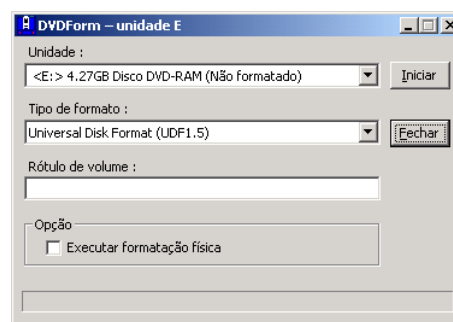 DVDForm – unidade E
Unidade :
<E:> 4.27GB Disco DVD-RAM (Não formatado)
Iniciar
Tipo de formato :
Universal Disk Format (UDF1.5)
Fechar
Rótulo de volume :
Opção
Executar formatação física